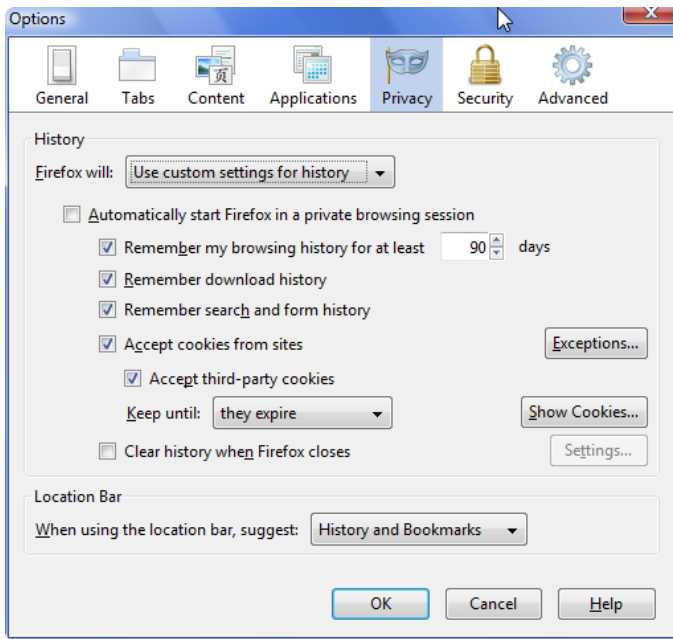 Options
General Tabs Content Applications Privacy Security Advanced
History
Firefox will: Use custom settings for history
Automatically start Firefox in a private browsing session
Remember my browsing history for at least 90 days
Remember download history
Remember search and form history
Accept cookies from sites Exceptions...
Accept third-party cookies
Keep until: they expire Show Cookies...
Clear history when Firefox closes Settings...
Location Bar
When using the location bar, suggest: History and Bookmarks
OK Cancel Help